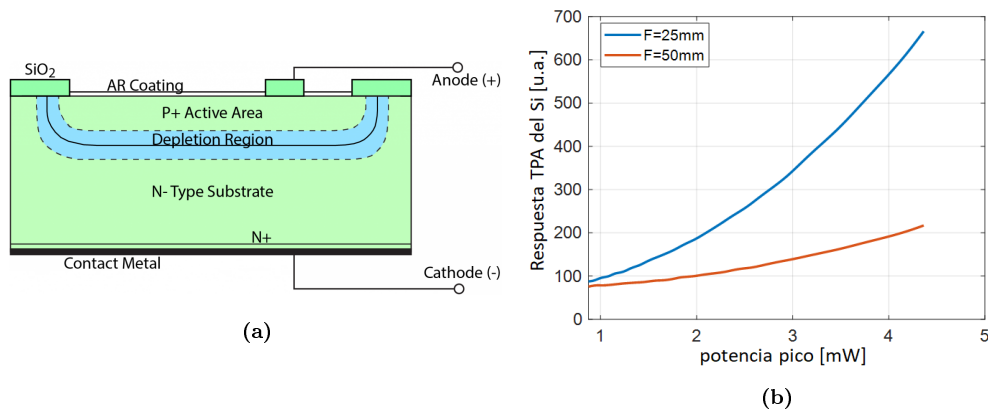 SiO2
AR Coating
Anode (+)
P+ Active Area
Depletion Region
N- Type Substrate
N+
Contact Metal
Cathode (-)
(a)
700
600
500
400
300
200
100
0
Respuesta TPA del Si [u.a.]
F=25mm
F=50mm
1
2
3
4
5
potencia pico [mW]
(b)